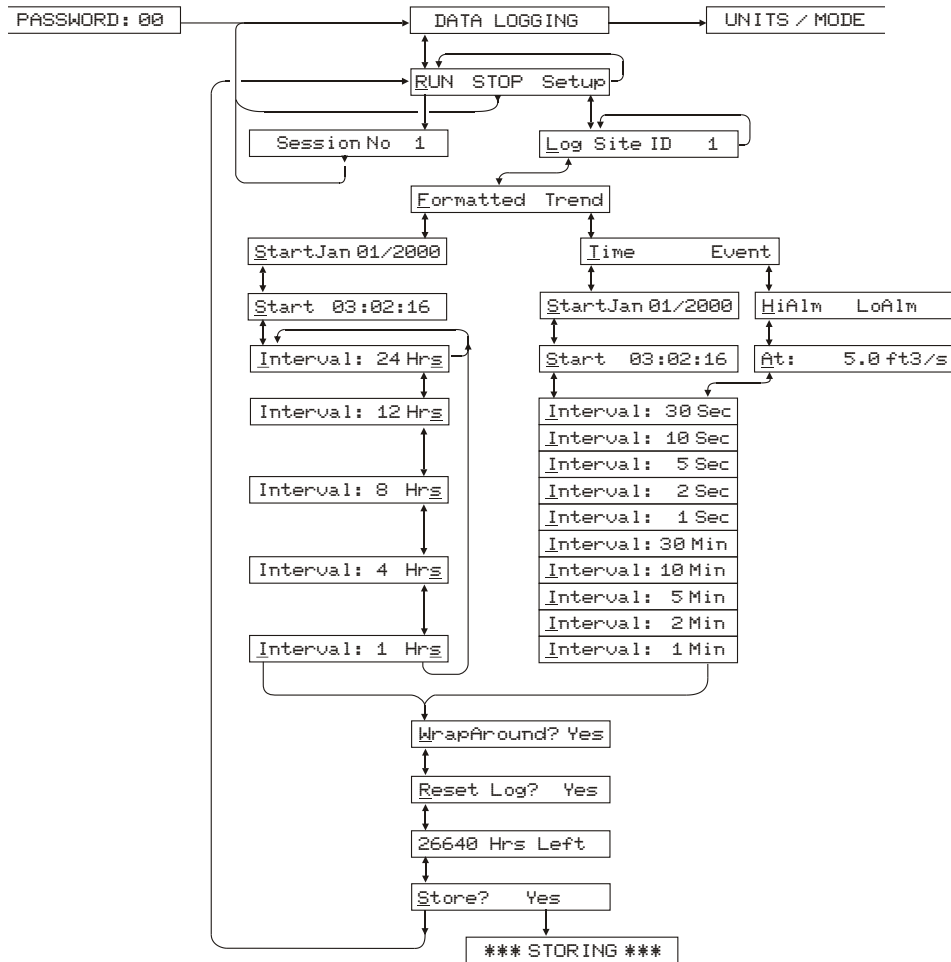 PASSWORD: 00
DATA LOGGING
UNITS / MODE
RUN STOP Setup
Session No 1
Log Site ID 1
Formatted Trend
StartJan 01/2000
Time Event
Start 03:02:16
StartJan 01/2000
HiAlm LoAlm
Interval: 24 Hrs
Start 03:02:16
At: 5.0 ft3/s
Interval: 12 Hrs
Interval: 8 Hrs
Interval: 4 Hrs
Interval: 1 Hrs
Interval: 30 Sec
Interval: 10 Sec
Interval: 5 Sec
Interval: 2 Sec
Interval: 1 Sec
Interval: 30 Min
Interval: 10 Min
Interval: 5 Min
Interval: 2 Min
Interval: 1 Min
WrapAround? Yes
Reset Log? Yes
26640 Hrs Left
Store? Yes
*** STORING ***